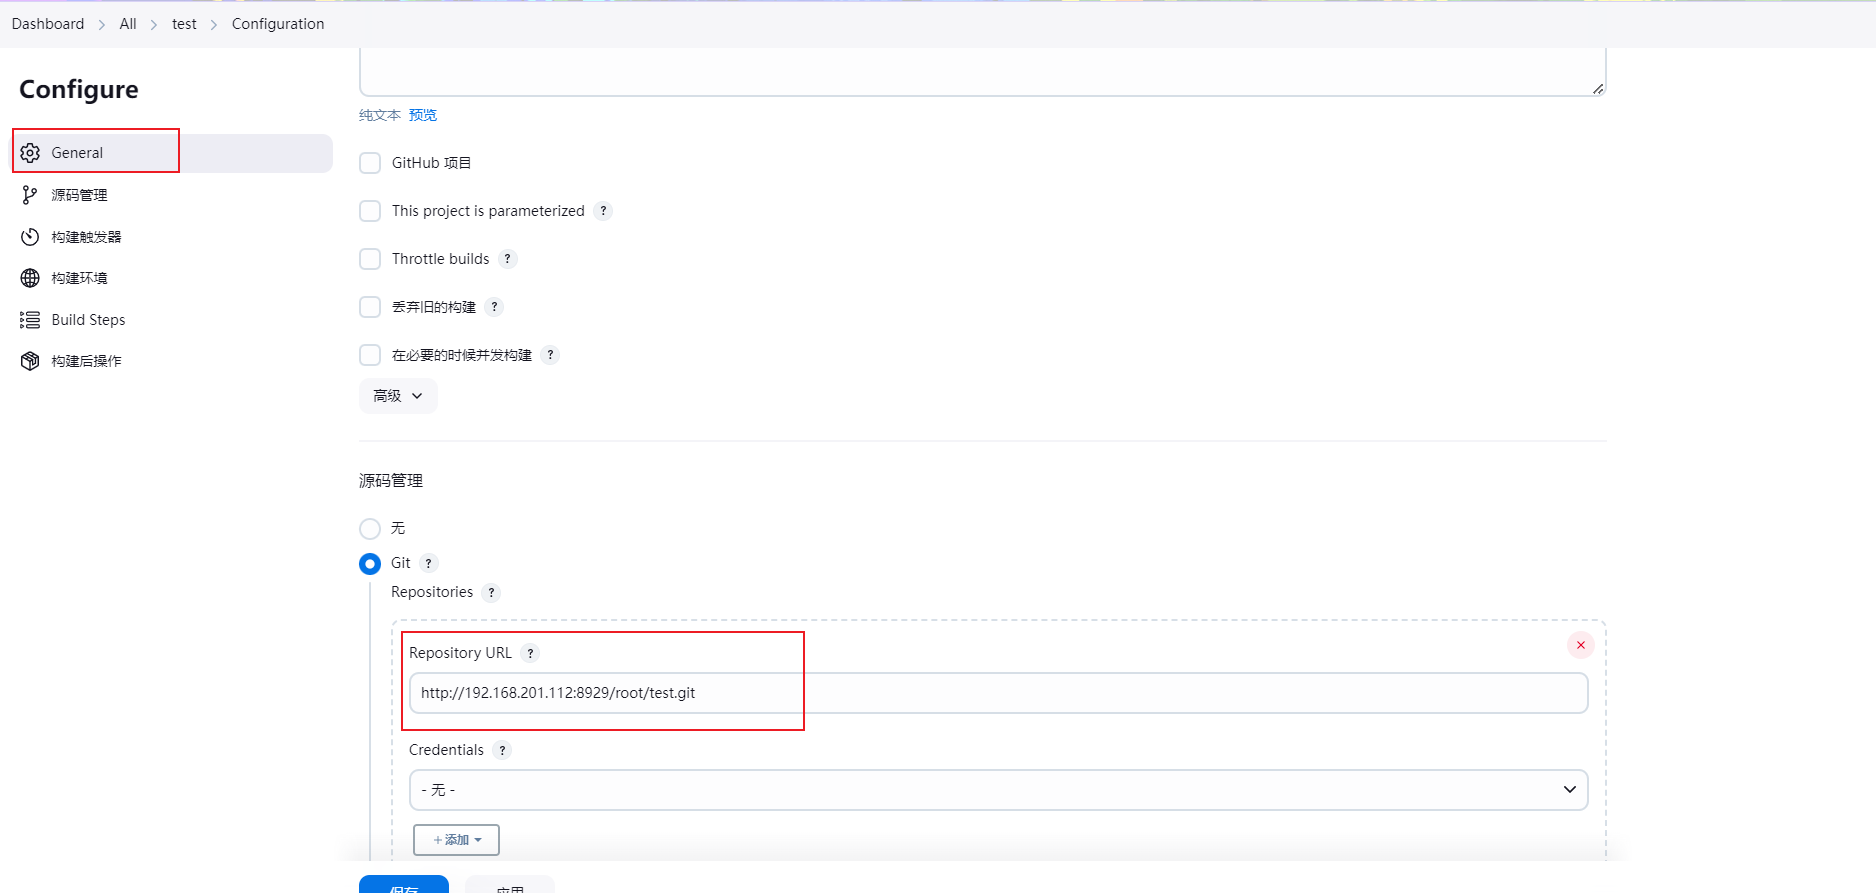 Dashboard > All > test > Configuration
Configure
General
源码管理
构建触发器
构建环境
Build Steps
构建后操作
纯文本 预览
GitHub 项目
This project is parameterized ?
Throttle builds ?
丢弃旧的构建 ?
在必要的时候并发构建 ?
高级
源码管理
无
Git ?
Repositories ?
Repository URL ?
http://192.168.201.112:8929/root/test.git
Credentials ?
- 无 -
+ 添加
保存 应用